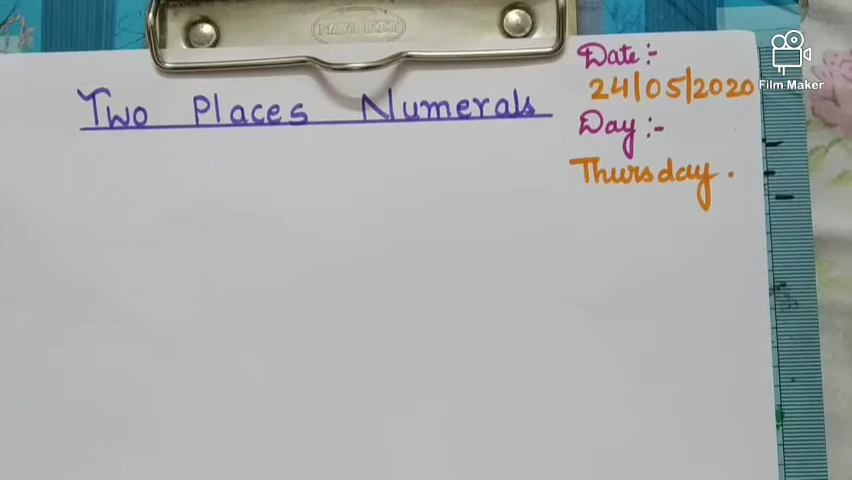 Two Places Numerals
Date:-
24/05/2020
Day:-
Thursday.
Film Maker